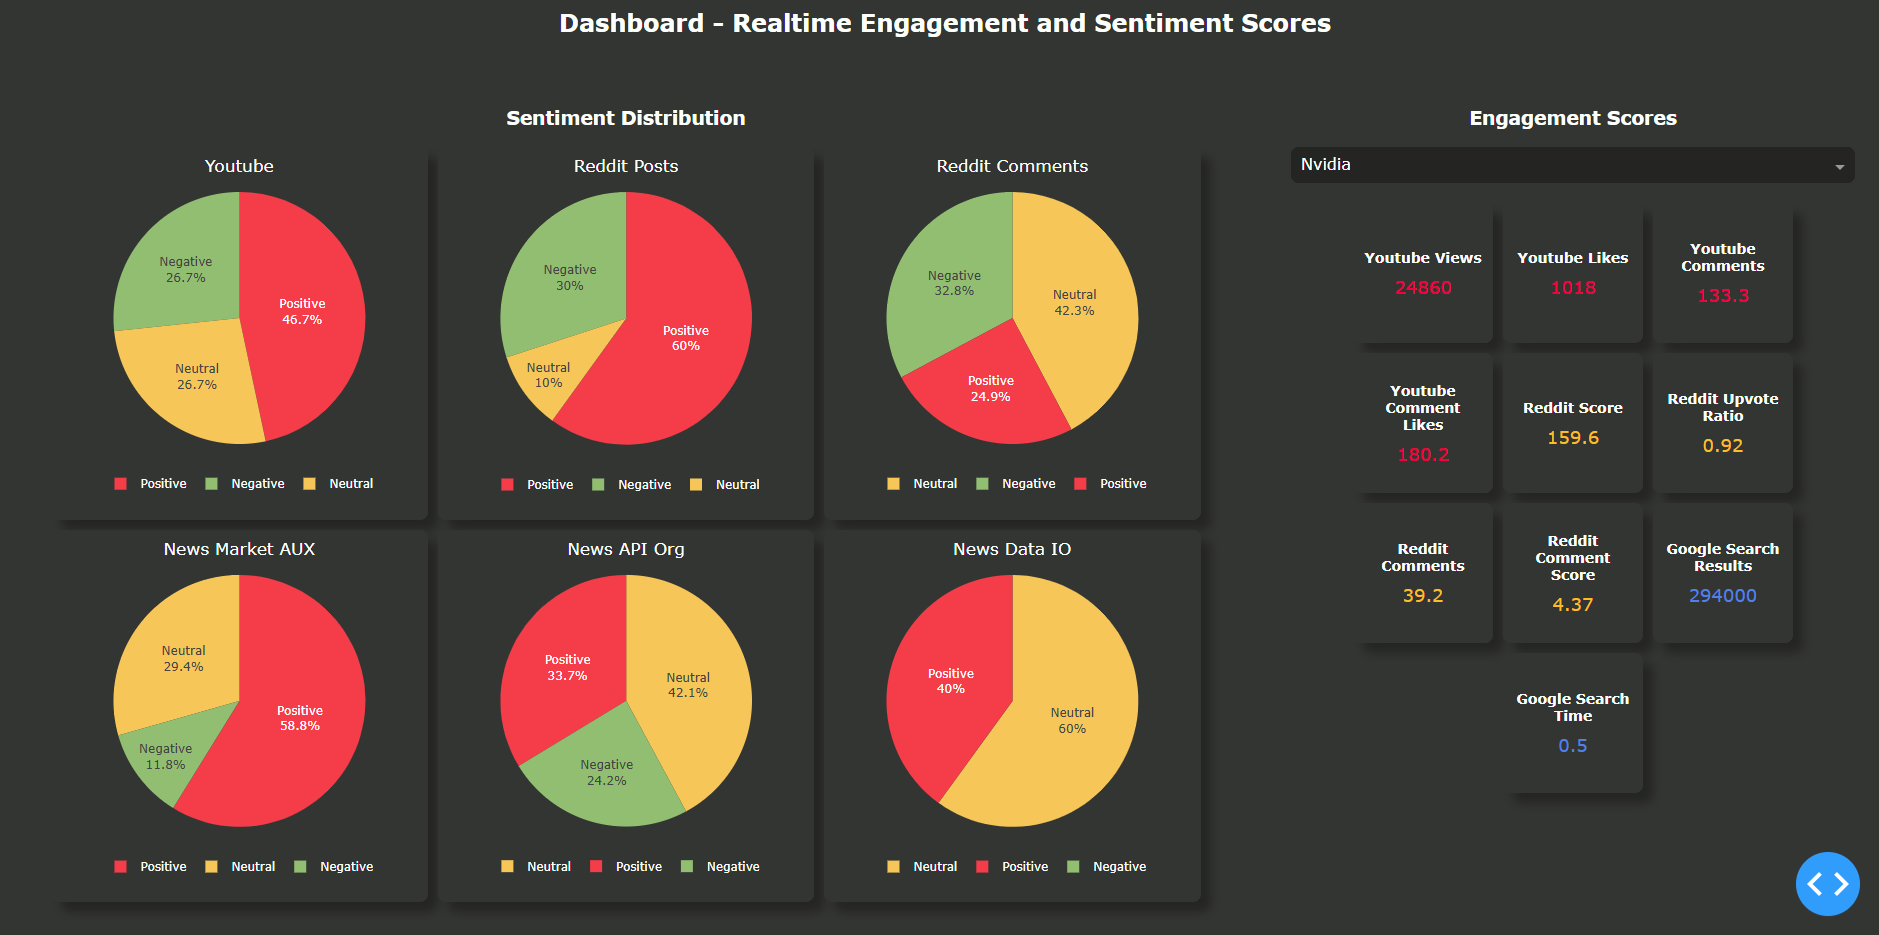 Dashboard - Realtime Engagement and Sentiment Scores
Sentiment Distribution
Youtube
Negative
26.7%
Positive
46.7%
Neutral
26.7%
Positive Negative Neutral
Reddit Posts
Negative
30%
Positive
60%
Neutral
10%
Positive Negative Neutral
Reddit Comments
Negative
32.8%
Neutral
42.3%
Positive
24.9%
Neutral Negative Positive
News Market AUX
Neutral
29.4%
Positive
58.8%
Negative
11.8%
Positive Neutral Negative
News API Org
Positive
33.7%
Neutral
42.1%
Negative
24.2%
Neutral Positive Negative
News Data IO
Positive
40%
Neutral
60%
Neutral Positive Negative
Engagement Scores
Nvidia
Youtube Views
24860
Youtube Likes
1018
Youtube
Comments
133.3
Youtube
Comment
Likes
180.2
Reddit Score
159.6
Reddit Upvote
Ratio
0.92
Reddit
Comments
39.2
Reddit
Comment
Score
4.37
Google Search
Results
294000
Google Search
Time
0.5